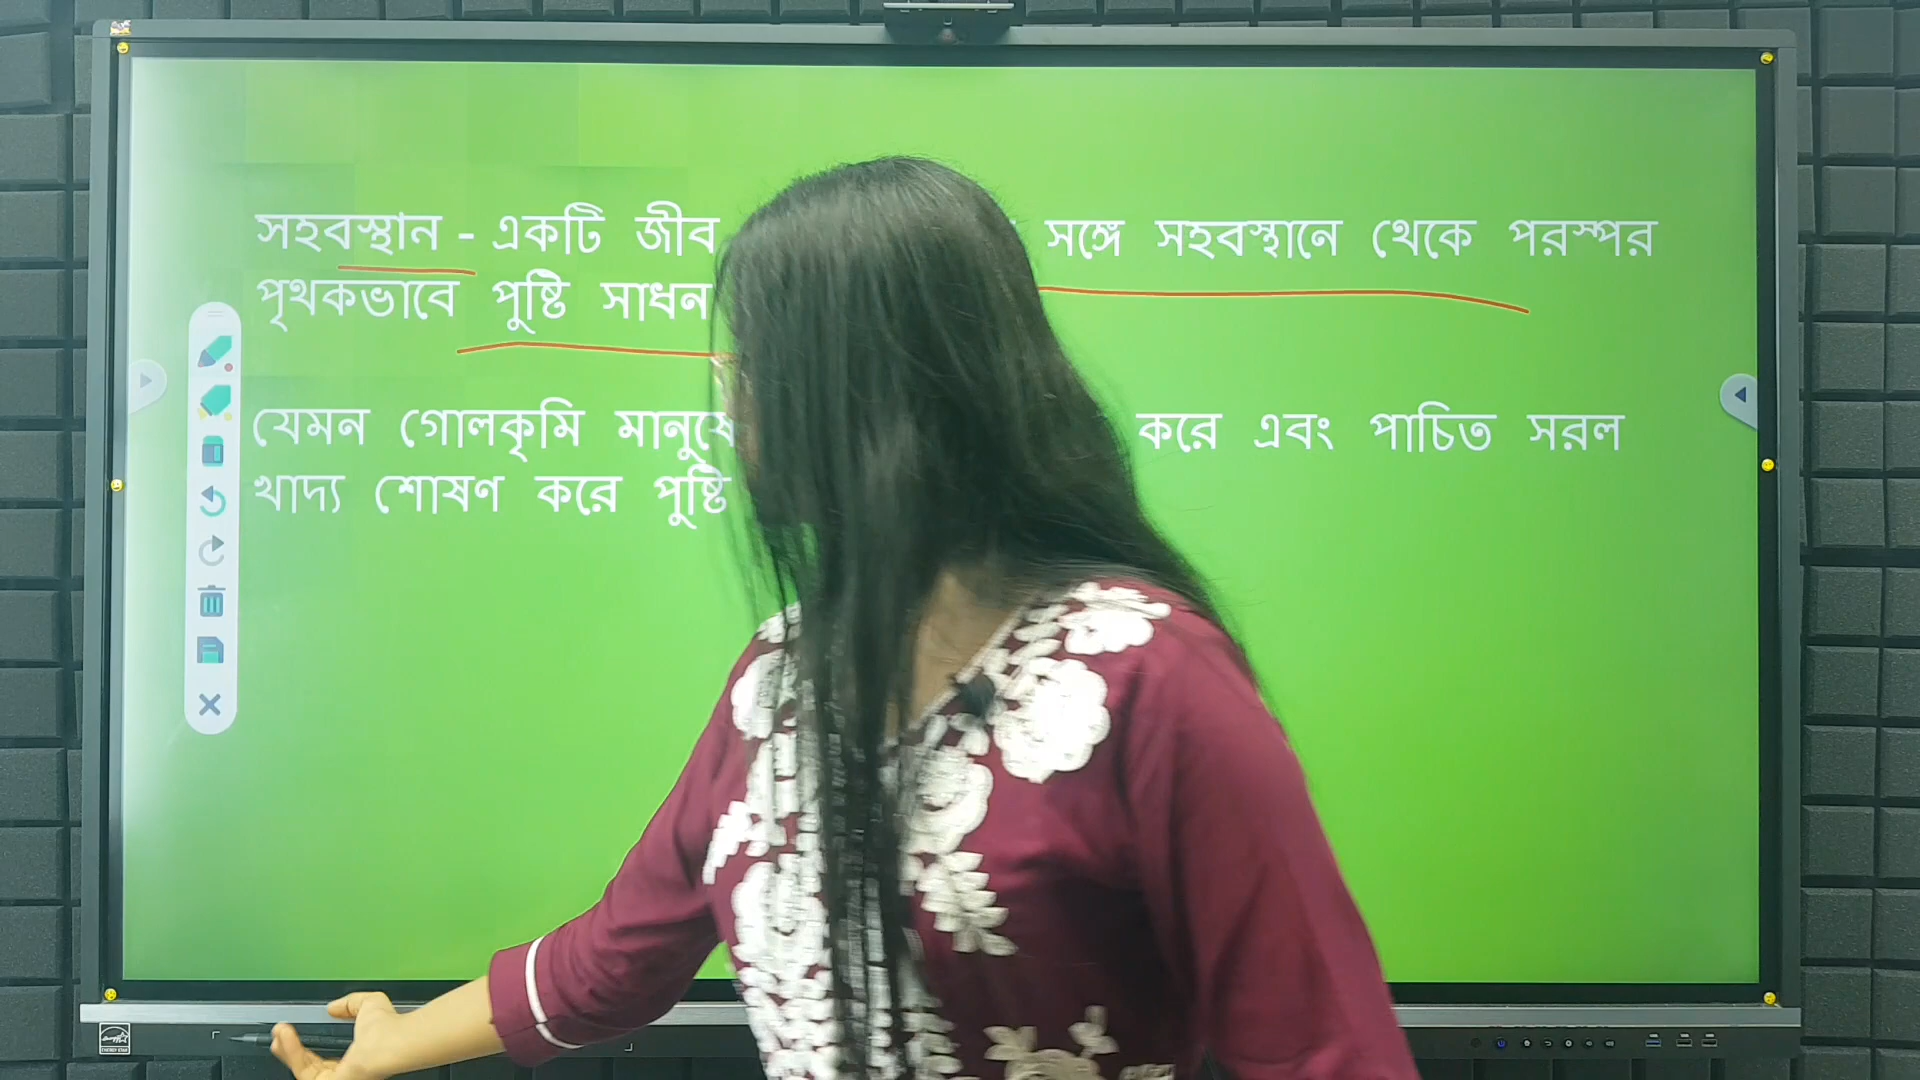 সহবস্থান - একটি জীব সঙ্গে সহবস্থানে থেকে পরস্পর
পৃথকভাবে পুষ্টি সাধন
যেমন গোলকৃমি মানুষে করে এবং পাচিত সরল
খাদ্য শোষণ করে পুষ্টি